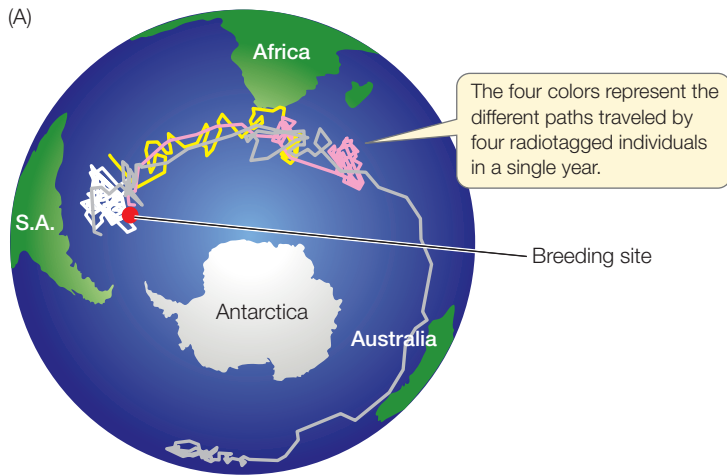 (A)
Africa
The four colors represent the
different paths traveled by
four radiotagged individuals
in a single year.
S.A.
Breeding site
Antarctica
Australia